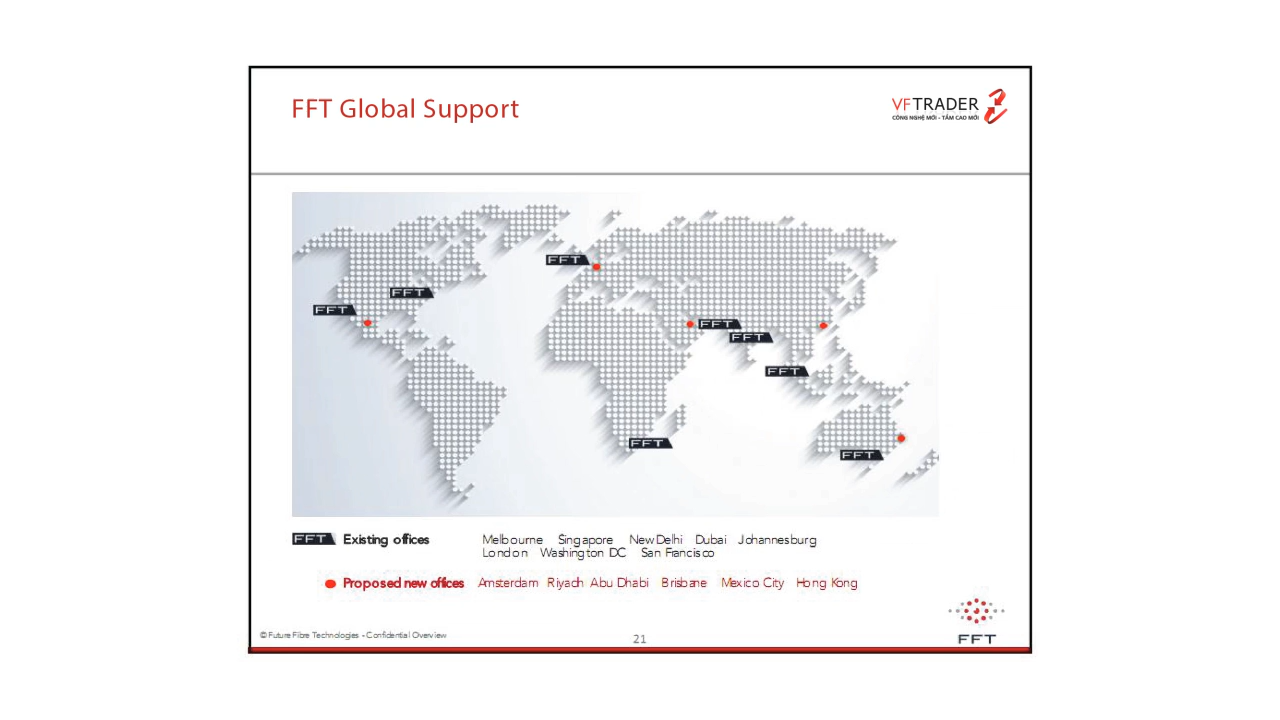 FFT Global Support
VFTRADER
CÔNG NGHỆ MỚI - TẦM CAO MỚI
FFT
FFT
FFT
FFT
FFT
FFT
FFT
FFT
FFT Existing offices Melbourne Singapore New Delhi Dubai Johannesburg
London Washington DC San Francisco
Proposed new offices Amsterdam Riyadh Abu Dhabi Brisbane Mexico City Hong Kong
© Future Fibre Technologies - Confidential Overview
21
FFT